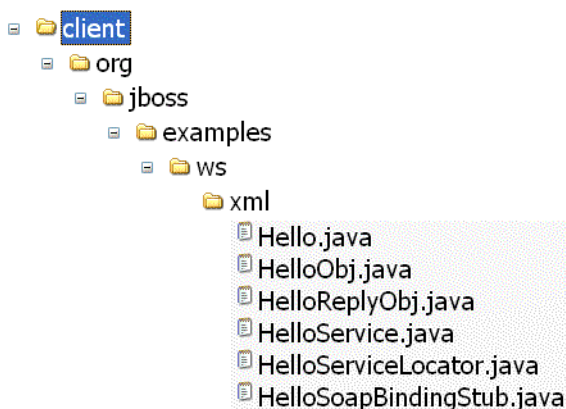 client
org
jboss
examples
ws
xml
Hello.java
HelloObj.java
HelloReplyObj.java
HelloService.java
HelloServiceLocator.java
HelloSoapBindingStub.java